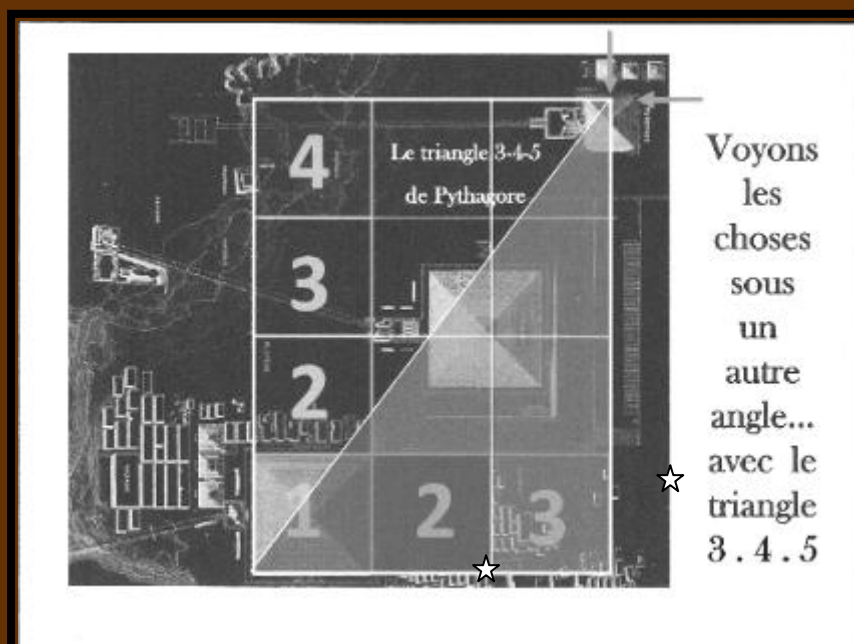 4
Le triangle 3-4-5
de Pythagore
3
2
1
2
3
Voyons
les
choses
sous
un
autre
angle...
avec le
triangle
3 . 4 . 5